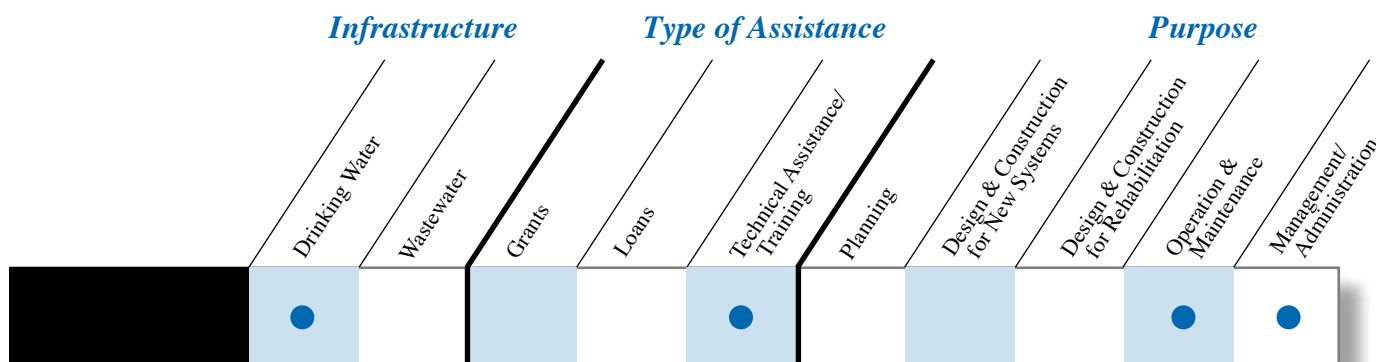 Infrastructure
Type of Assistance
Purpose
Drinking Water
Wastewater
Grants
Loans
Technical Assistance/
Training
Planning
Design & Construction
for New Systems
Design & Construction
for Rehabilitation
Operation &
Maintenance
Management/
Administration